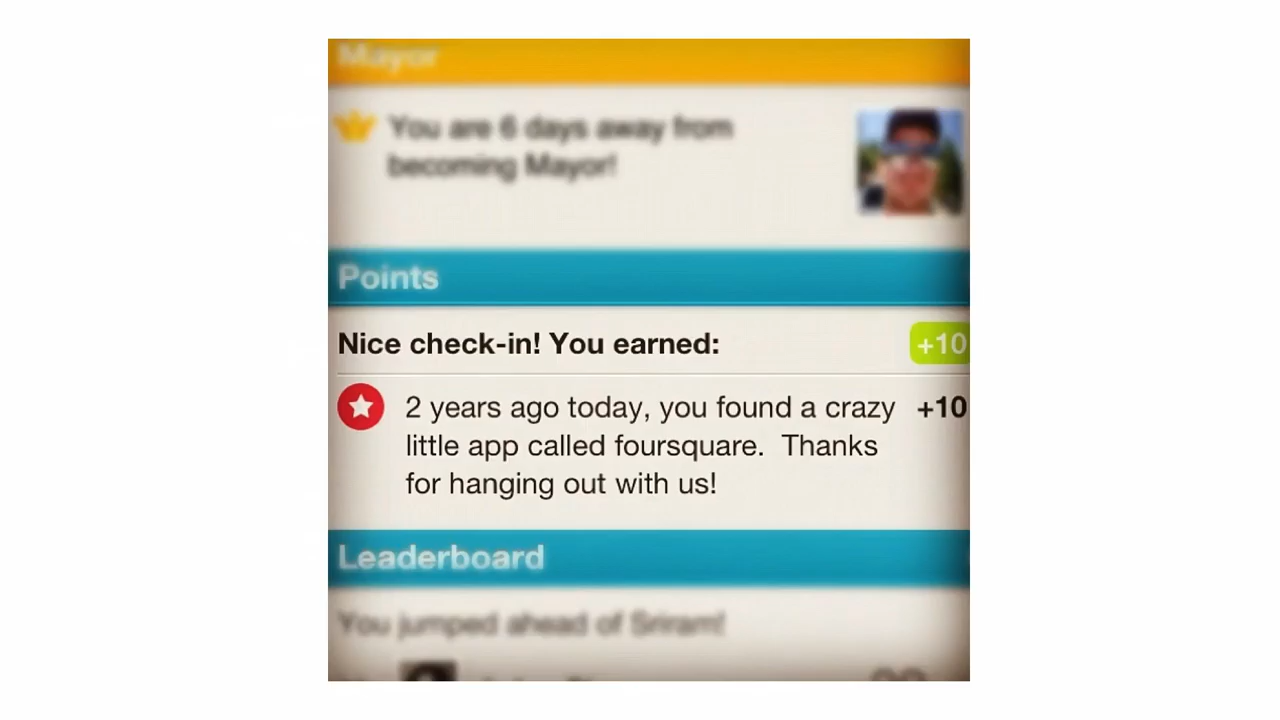 Mayor
You are 6 days away from
becoming Mayor!
Points
Nice check-in! You earned:
+10
2 years ago today, you found a crazy
+10
little app called foursquare. Thanks
for hanging out with us!
Leaderboard
You jumped ahead of Sriram!